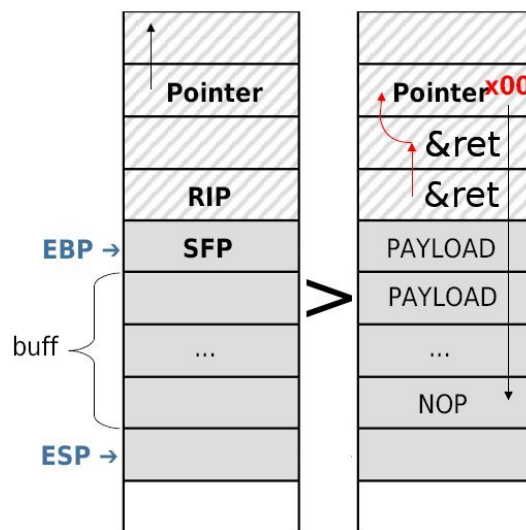 Pointer
RIP
EBP → SFP
buff
...
ESP →
>
Pointer x00
&ret
&ret
PAYLOAD
PAYLOAD
...
NOP